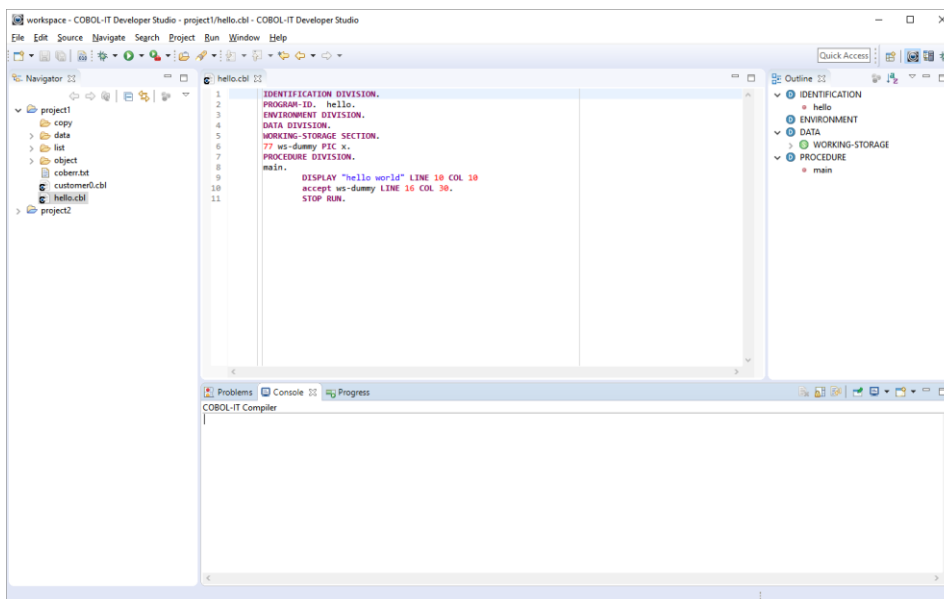 workspace - COBOL-IT Developer Studio - project1/hello.cbl - COBOL-IT Developer Studio
File Edit Source Navigate Search Project Run Window Help
Quick Access
Navigator
project1
copy
data
list
object
coberr.txt
customer0.cbl
hello.cbl
project2
hello.cbl
1 IDENTIFICATION DIVISION.
2 PROGRAM-ID. hello.
3 ENVIRONMENT DIVISION.
4 DATA DIVISION.
5 WORKING-STORAGE SECTION.
6 77 ws-dummy PIC x.
7 PROCEDURE DIVISION.
8 main.
9 DISPLAY "hello world" LINE 10 COL 10
10 accept ws-dummy LINE 16 COL 30.
11 STOP RUN.
Outline
IDENTIFICATION
hello
ENVIRONMENT
DATA
WORKING-STORAGE
PROCEDURE
main
Problems Console Progress
COBOL-IT Compiler